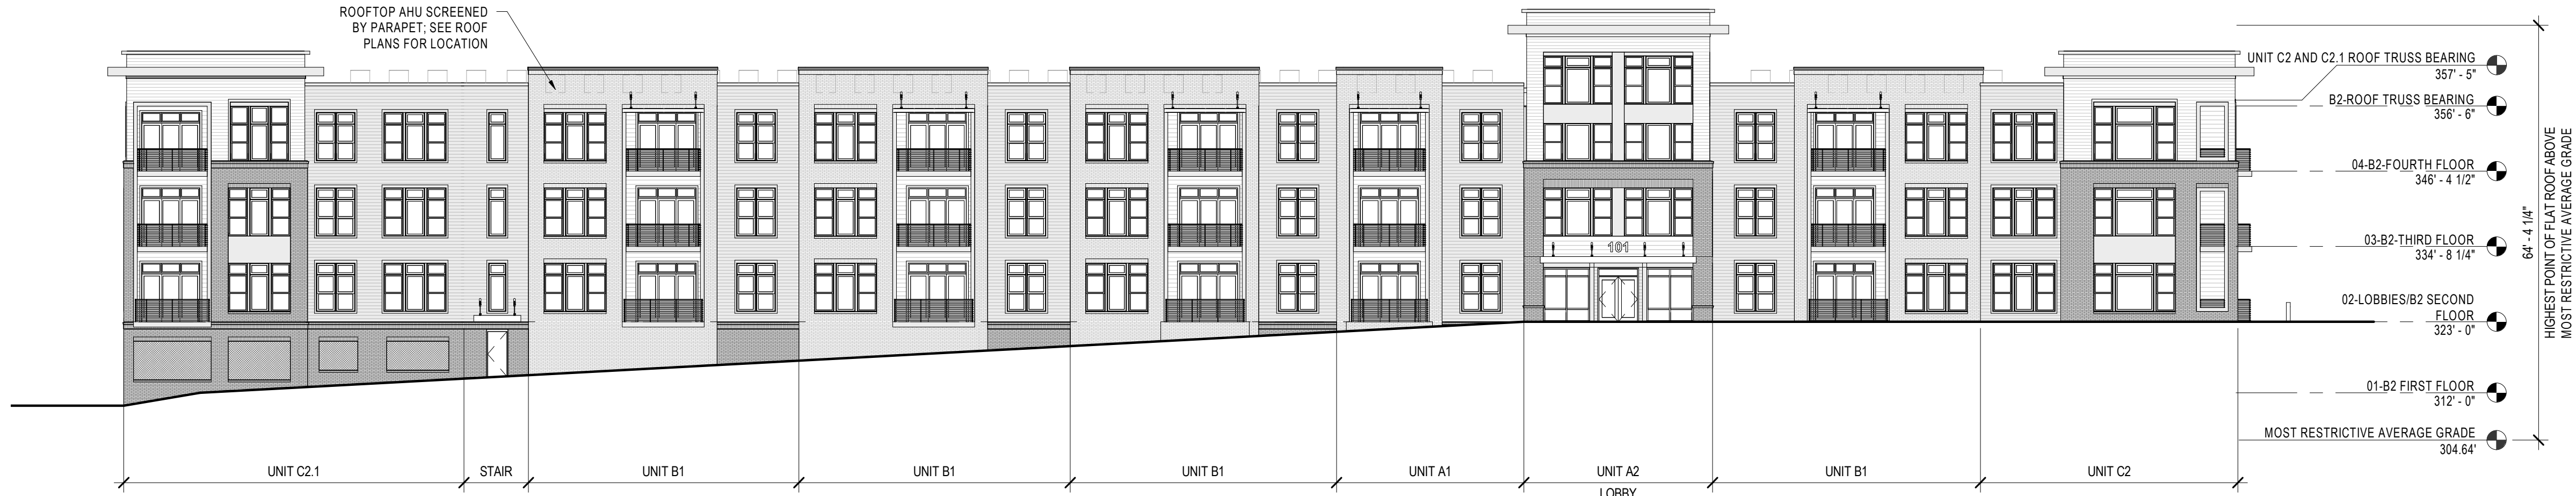 ROOFTOP AHU SCREENED
BY PARAPET; SEE ROOF
PLANS FOR LOCATION
101
UNIT C2 AND C2.1 ROOF TRUSS BEARING
357' - 5"
B2-ROOF TRUSS BEARING
356' - 6"
04-B2-FOURTH FLOOR
346' - 4 1/2"
03-B2-THIRD FLOOR
334' - 8 1/4"
02-LOBBIES/B2 SECOND
FLOOR
323' - 0"
01-B2 FIRST FLOOR
312' - 0"
MOST RESTRICTIVE AVERAGE GRADE
304.64'
64' - 4 1/4"
HIGHEST POINT OF FLAT ROOF ABOVE
MOST RESTRICTIVE AVERAGE GRADE
UNIT C2.1
STAIR
UNIT B1
UNIT B1
UNIT B1
UNIT A1
UNIT A2
LOBBY
UNIT B1
UNIT C2